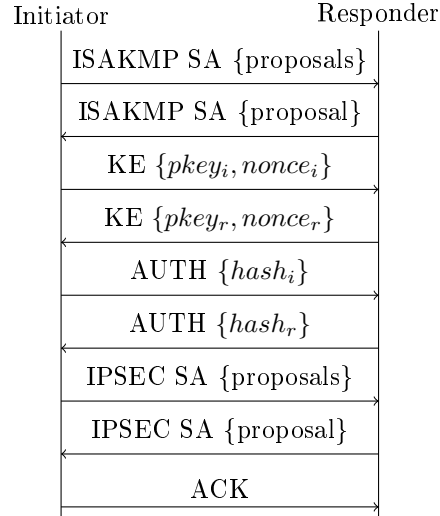 Initiator Responder
ISAKMP SA {proposals}
ISAKMP SA {proposal}
KE {pkey_i, nonce_i}
KE {pkey_r, nonce_r}
AUTH {hash_i}
AUTH {hash_r}
IPSEC SA {proposals}
IPSEC SA {proposal}
ACK